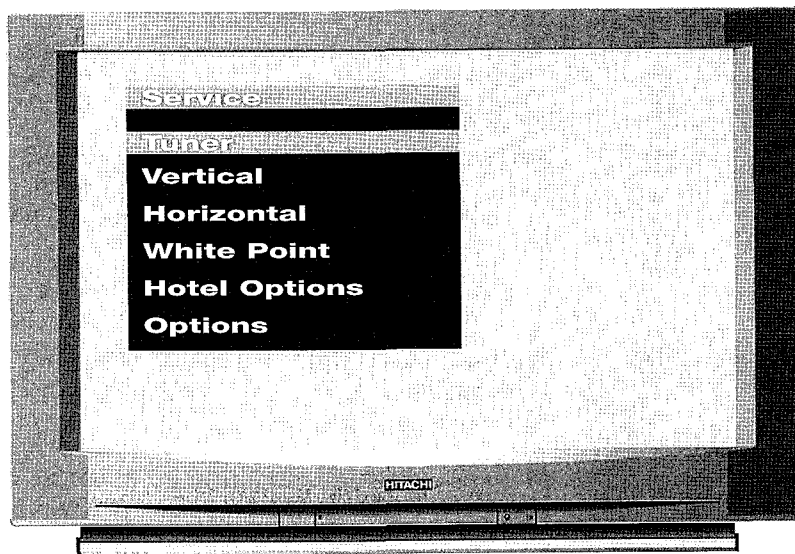 Service
Tuner
Vertical
Horizontal
White Point
Hotel Options
Options
HITACHI